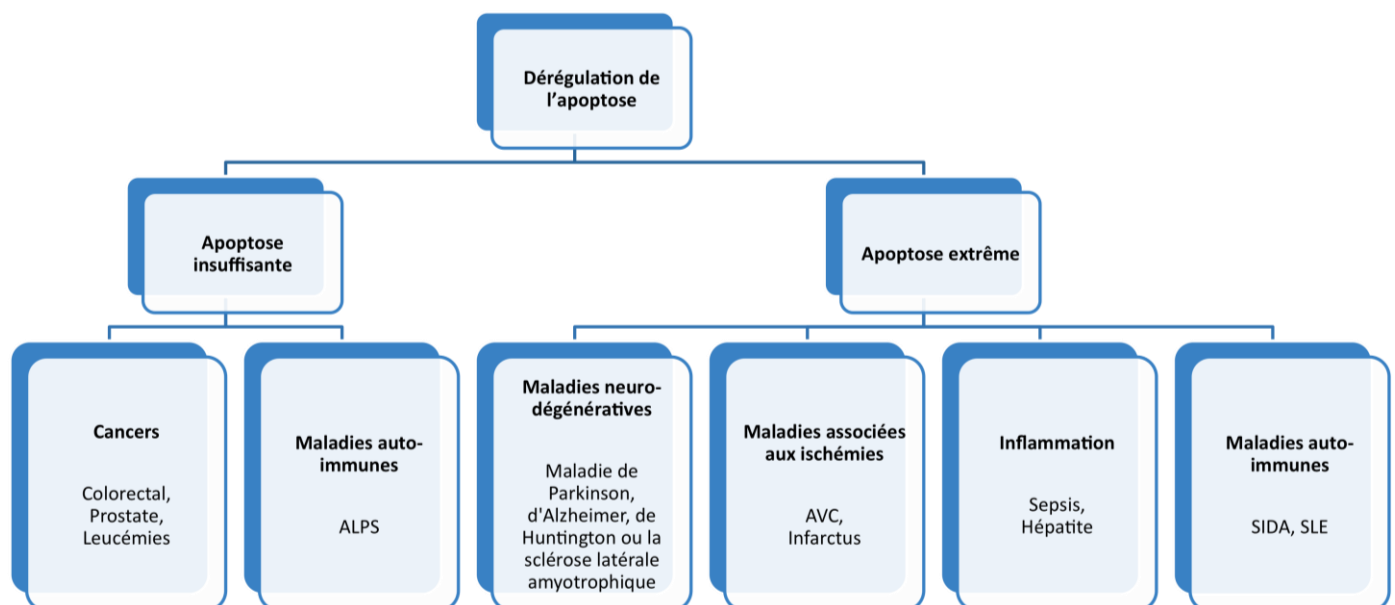 Dérégulation de
l'apoptose
Apoptose
insuffisante
Apoptose extrême
Cancers
Colorectal,
Prostate,
Leucémies
Maladies auto-
immunes
ALPS
Maladies neuro-
dégénératives
Maladie de
Parkinson,
d'Alzheimer, de
Huntington ou la
sclérose latérale
amyotrophique
Maladies associées
aux ischémies
AVC,
Infarctus
Inflammation
Sepsis,
Hépatite
Maladies auto-
immunes
SIDA, SLE